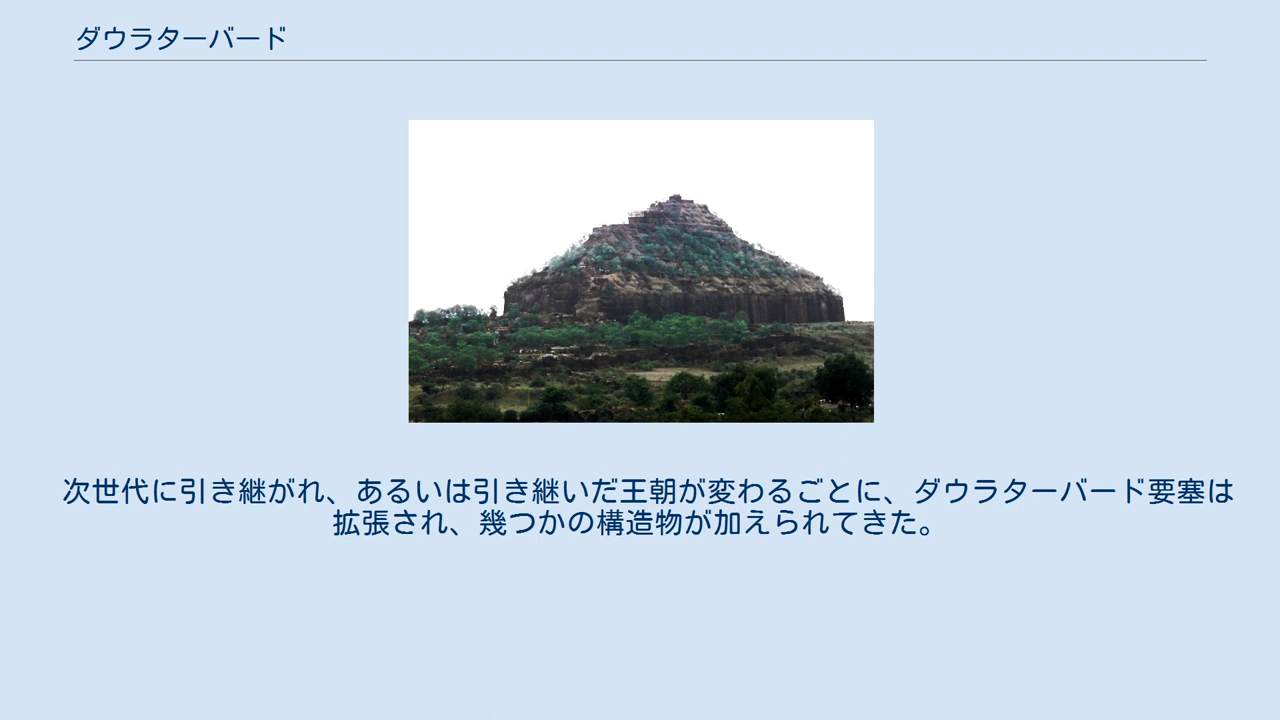 ダウラターバード
次世代に引き継がれ、あるいは引き継いだ王朝が変わるごとに、ダウラターバード要塞は
拡張され、幾つかの構造物が加えられてきた。